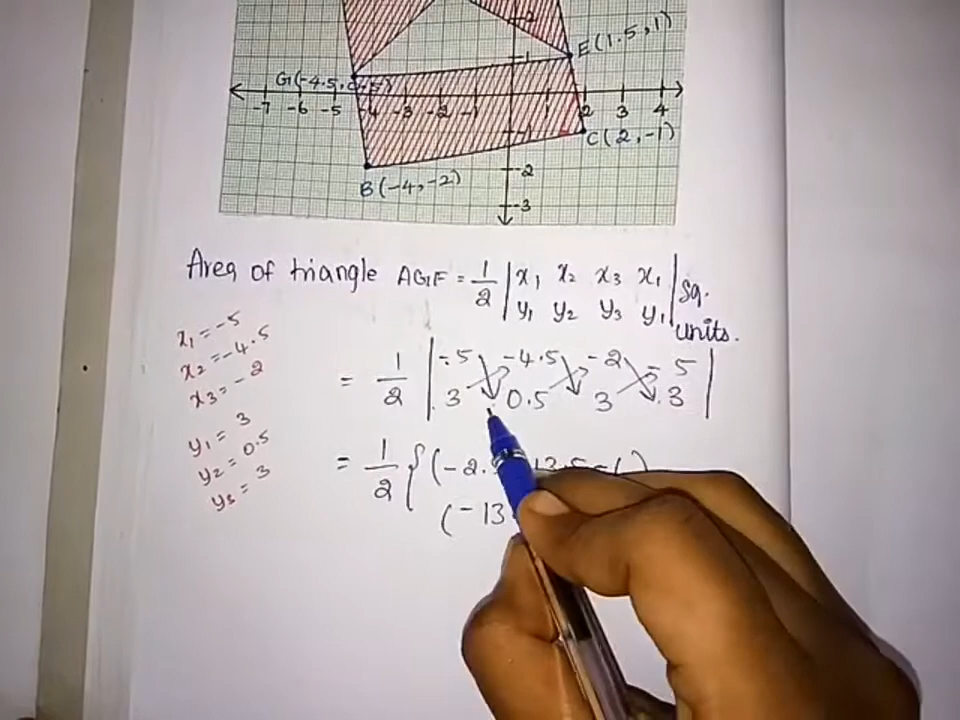 2
E(1.5,1)
1
G(-4.5,0.5)
-7 -6 -5 -4 -3 -2 -1 2 3 4
-1
C(2,-1)
-2
B(-4,-2)
-3
Area of triangle AGF = 1/2 | x₁ x₂ x₃ x₁ | sq.
y₁ y₂ y₃ y₁ units.
x₁ = -5
x₂ = -4.5
x₃ = -2
y₁ = 3
y₂ = 0.5
y₃ = 3
= 1/2 | -5 -4.5 -2 -5 |
3 0.5 3 3
= 1/2 { (-2.
(-13